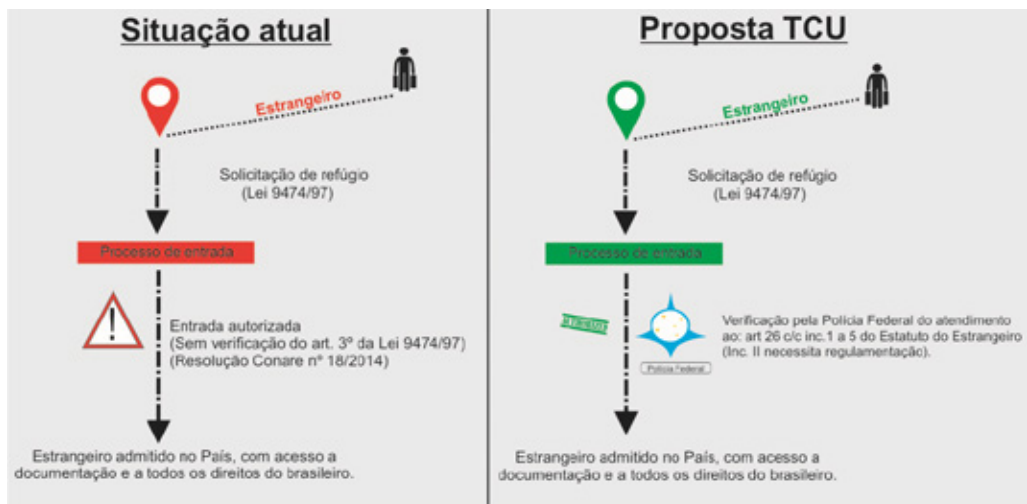 Situação atual
Estrangeiro
Solicitação de refúgio
(Lei 9474/97)
Processo de entrada
Entrada autorizada
(Sem verificação do art. 3º da Lei 9474/97)
(Resolução Conare nº 18/2014)
Estrangeiro admitido no País, com acesso a
documentação e a todos os direitos do brasileiro.
Proposta TCU
Estrangeiro
Solicitação de refúgio
(Lei 9474/97)
Processo de entrada
Verificação pela Policia Federal do atendimento
ao: art 26 c/c inc.1 a 5 do Estatuto do Estrangeiro
(Inc. II necessita regulamentação).
Policia Federal
Estrangeiro admitido no País, com acesso a
documentação e a todos os direitos do brasileiro.